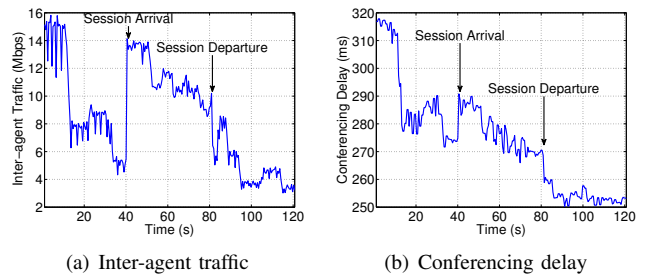 Inter-agent Traffic (Mbps)
16
14
12
10
8
6
4
2
Session Arrival
Session Departure
20 40 60 80 100 120
Time (s)
(a) Inter-agent traffic
Conferencing Delay (ms)
320
310
300
290
280
270
260
250
Session Arrival
Session Departure
0 20 40 60 80 100 120
Time (s)
(b) Conferencing delay